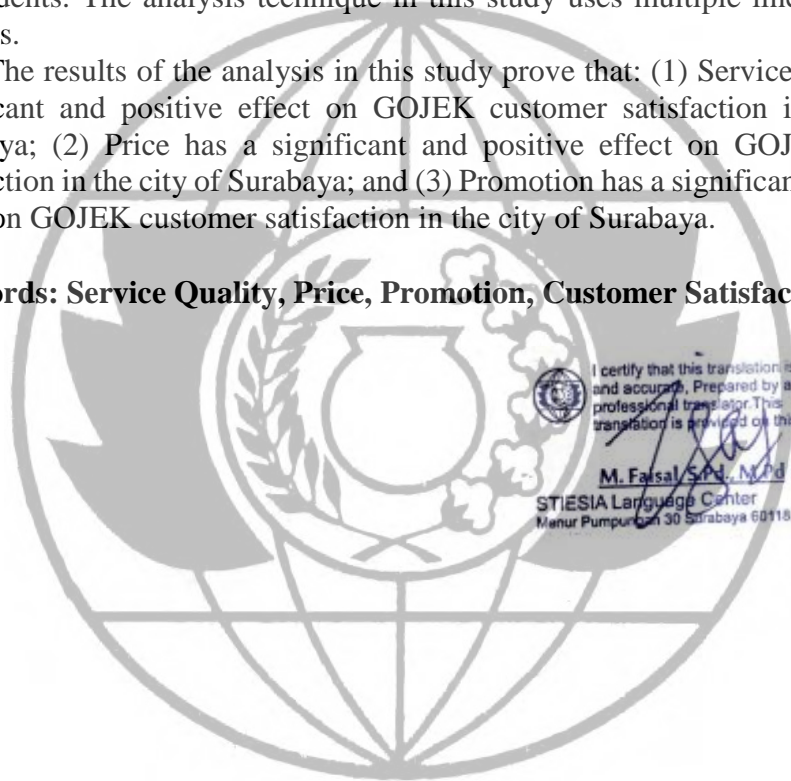 dents. The analysis technique in this study uses multiple
s.
The results of the analysis in this study prove that: (1) Service
cant and positive effect on GOJEK customer satisfaction i
ya; (2) Price has a significant and positive effect on GOJ
ction in the city of Surabaya; and (3) Promotion has a significan
on GOJEK customer satisfaction in the city of Surabaya.
ords: Service Quality, Price, Promotion, Customer Satisfac
I certify that this translation is
and accurate, Prepared by a
professional translator. This
translation is provided on thi
M. Faisal, S.Pd., M.Pd
STIESIA Language Center
Menur Pumpungan 30 Surabaya 60118